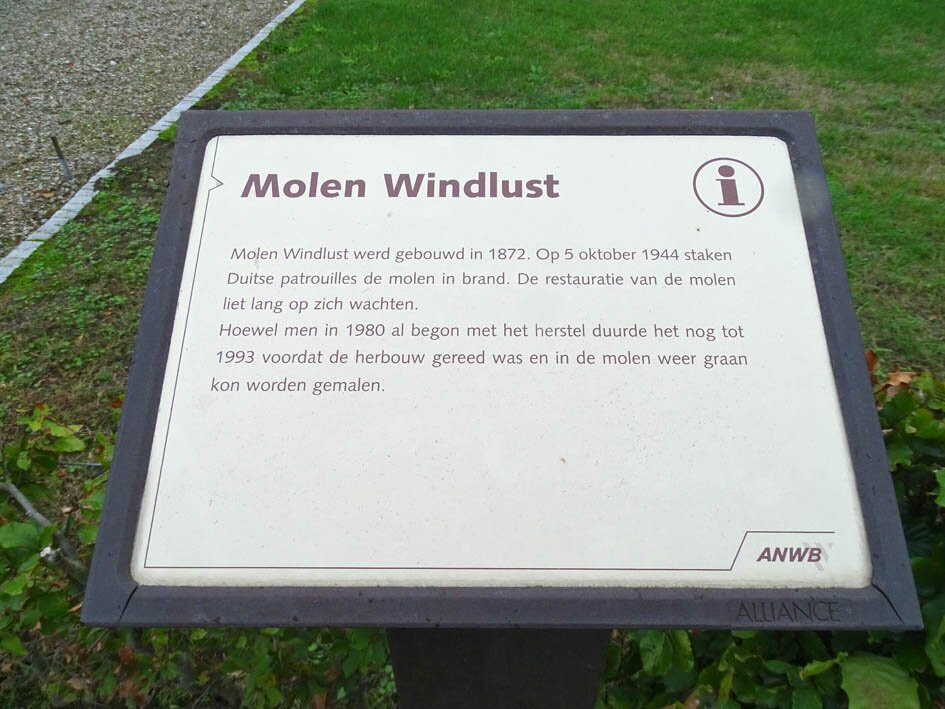 Molen Windlust
i
Molen Windlust werd gebouwd in 1872. Op 5 oktober 1944 staken
Duitse patrouilles de molen in brand. De restauratie van de molen
liet lang op zich wachten.
Hoewel men in 1980 al begon met het herstel duurde het nog tot
1993 voordat de herbouw gereed was en in de molen weer graan
kon worden gemalen.
ANWB
ALLIANCE